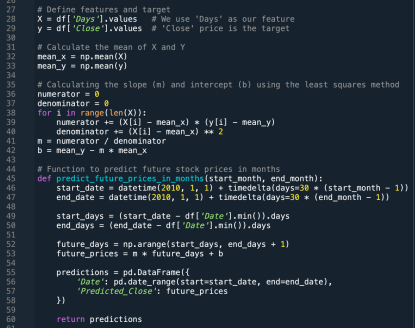 27 # Define features and target
28 X = df['Days'].values # We use 'Days' as our feature
29 y = df['Close'].values # 'Close' price is the target
30
31 # Calculate the mean of X and Y
32 mean_x = np.mean(X)
33 mean_y = np.mean(y)
34
35 # Calculating the slope (m) and intercept (b) using the least squares method
36 numerator = 0
37 denominator = 0
38 for i in range(len(X)):
39 numerator += (X[i] - mean_x) * (y[i] - mean_y)
40 denominator += (X[i] - mean_x) ** 2
41 m = numerator / denominator
42 b = mean_y - m * mean_x
43
44 # Function to predict future stock prices in months
45 def predict_future_prices_in_months(start_month, end_month):
46 start_date = datetime(2010, 1, 1) + timedelta(days=30 * (start_month - 1))
47 end_date = datetime(2010, 1, 1) + timedelta(days=30 * (end_month - 1))
48
49 start_days = (start_date - df['Date'].min()).days
50 end_days = (end_date - df['Date'].min()).days
51
52 future_days = np.arange(start_days, end_days + 1)
53 future_prices = m * future_days + b
54
55 predictions = pd.DataFrame({
56 'Date': pd.date_range(start=start_date, end=end_date),
57 'Predicted_Close': future_prices
58 })
59
60 return predictions